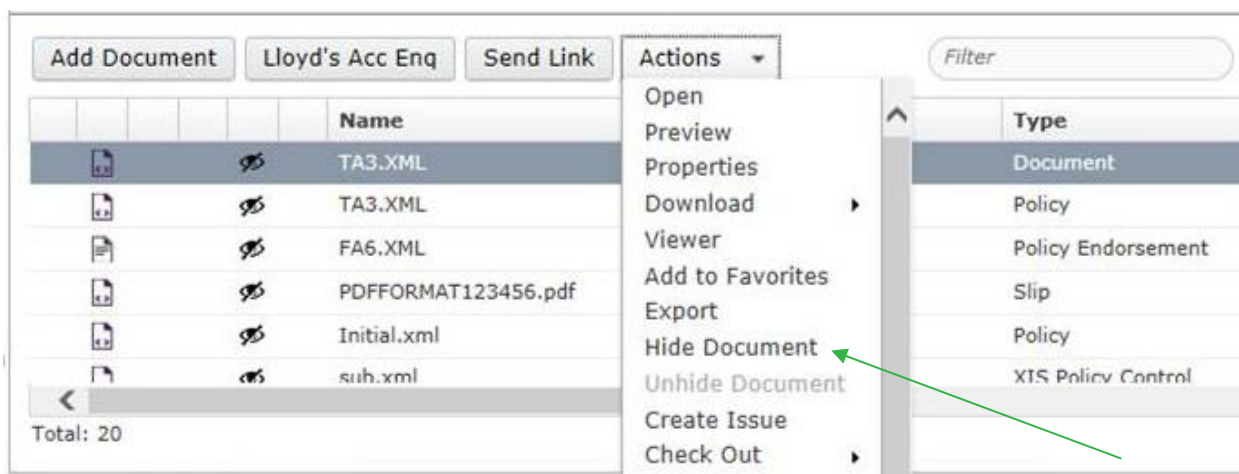 Add Document Lloyd's Acc Enq Send Link Actions Filter
Name Type
TA3.XML Document
TA3.XML Policy
FA6.XML Policy Endorsement
PDFFORMAT123456.pdf Slip
Initial.xml Policy
sub.xml XIS Policy Control
Total: 20
Open
Preview
Properties
Download
Viewer
Add to Favorites
Export
Hide Document
Unhide Document
Create Issue
Check Out